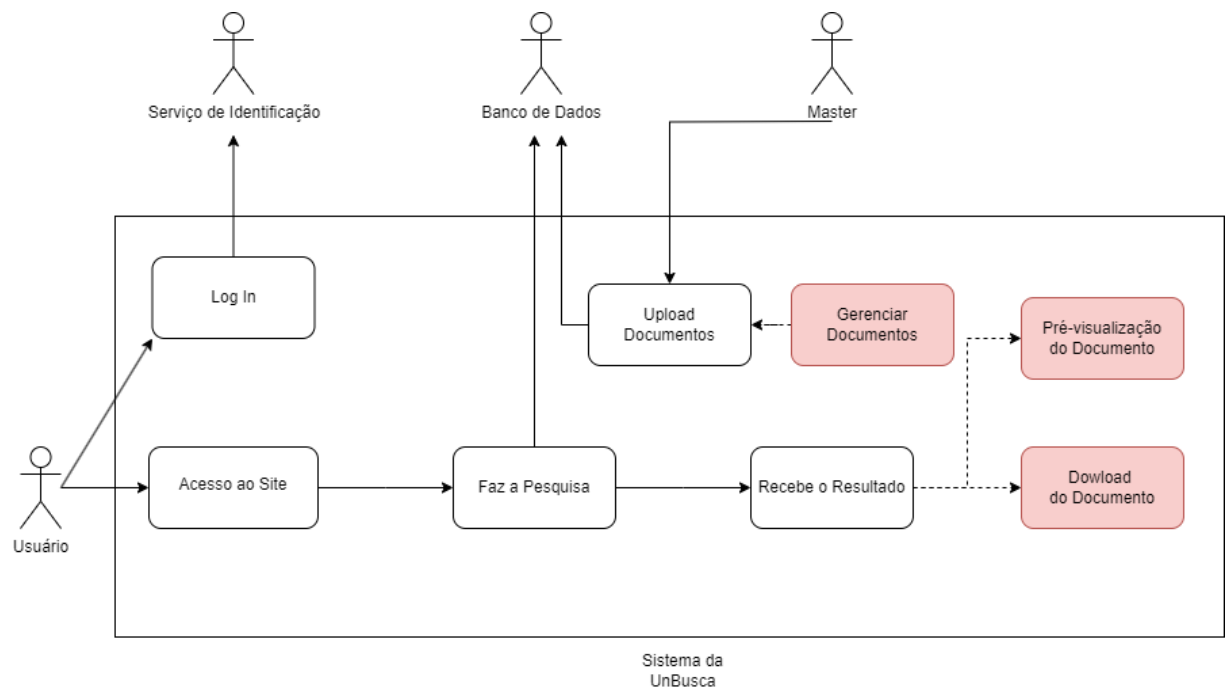 Serviço de Identificação
Banco de Dados
Master
Log In
Upload
Documentos
Gerenciar
Documentos
Pré-visualização
do Documento
Acesso ao Site
Faz a Pesquisa
Recebe o Resultado
Dowload
do Documento
Usuário
Sistema da
UnBusca